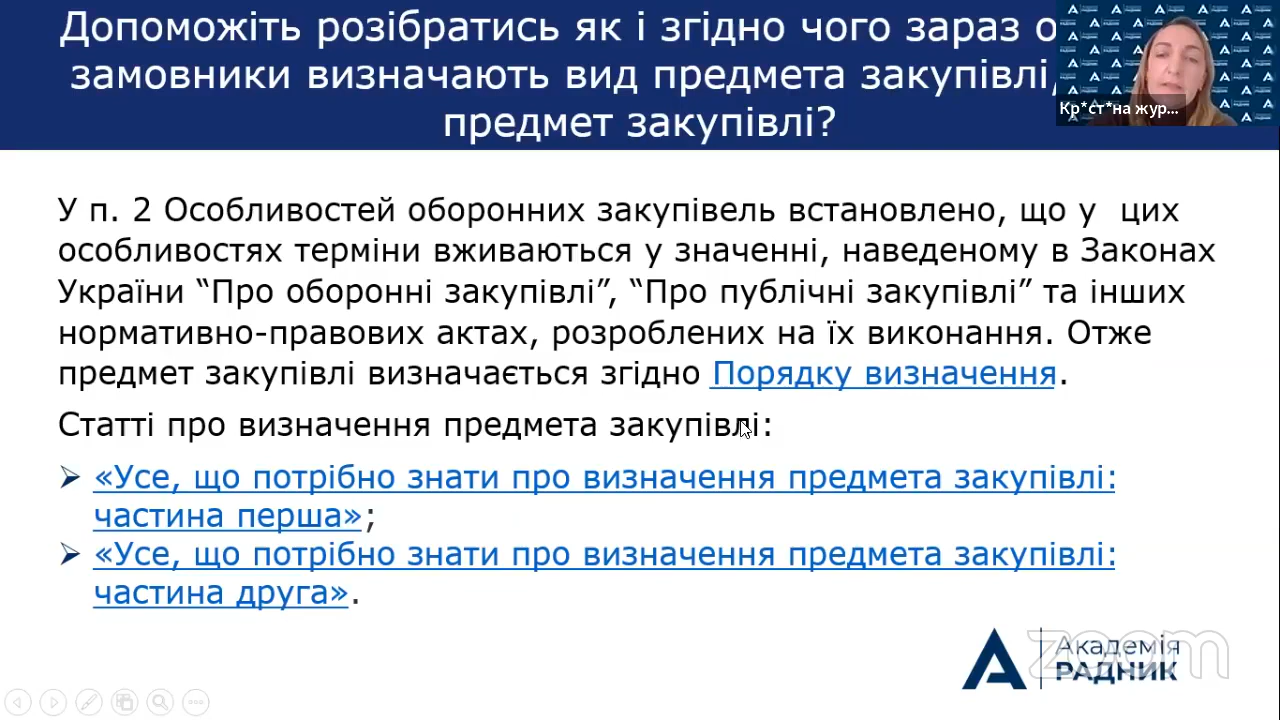 Допоможіть розібратись як і згідно чого зараз о
замовники визначають вид предмета закупівлі,
предмет закупівлі?
Кр*ст*на жур...
У п. 2 Особливостей оборонних закупівель встановлено, що у цих
особливостях терміни вживаються у значенні, наведеному в Законах
України “Про оборонні закупівлі”, “Про публічні закупівлі” та інших
нормативно-правових актах, розроблених на їх виконання. Отже
предмет закупівлі визначається згідно Порядку визначення.
Статті про визначення предмета закупівлі:
«Усе, що потрібно знати про визначення предмета закупівлі:
частина перша»;
«Усе, що потрібно знати про визначення предмета закупівлі:
частина друга».
Академія
РАДНИК
zoom